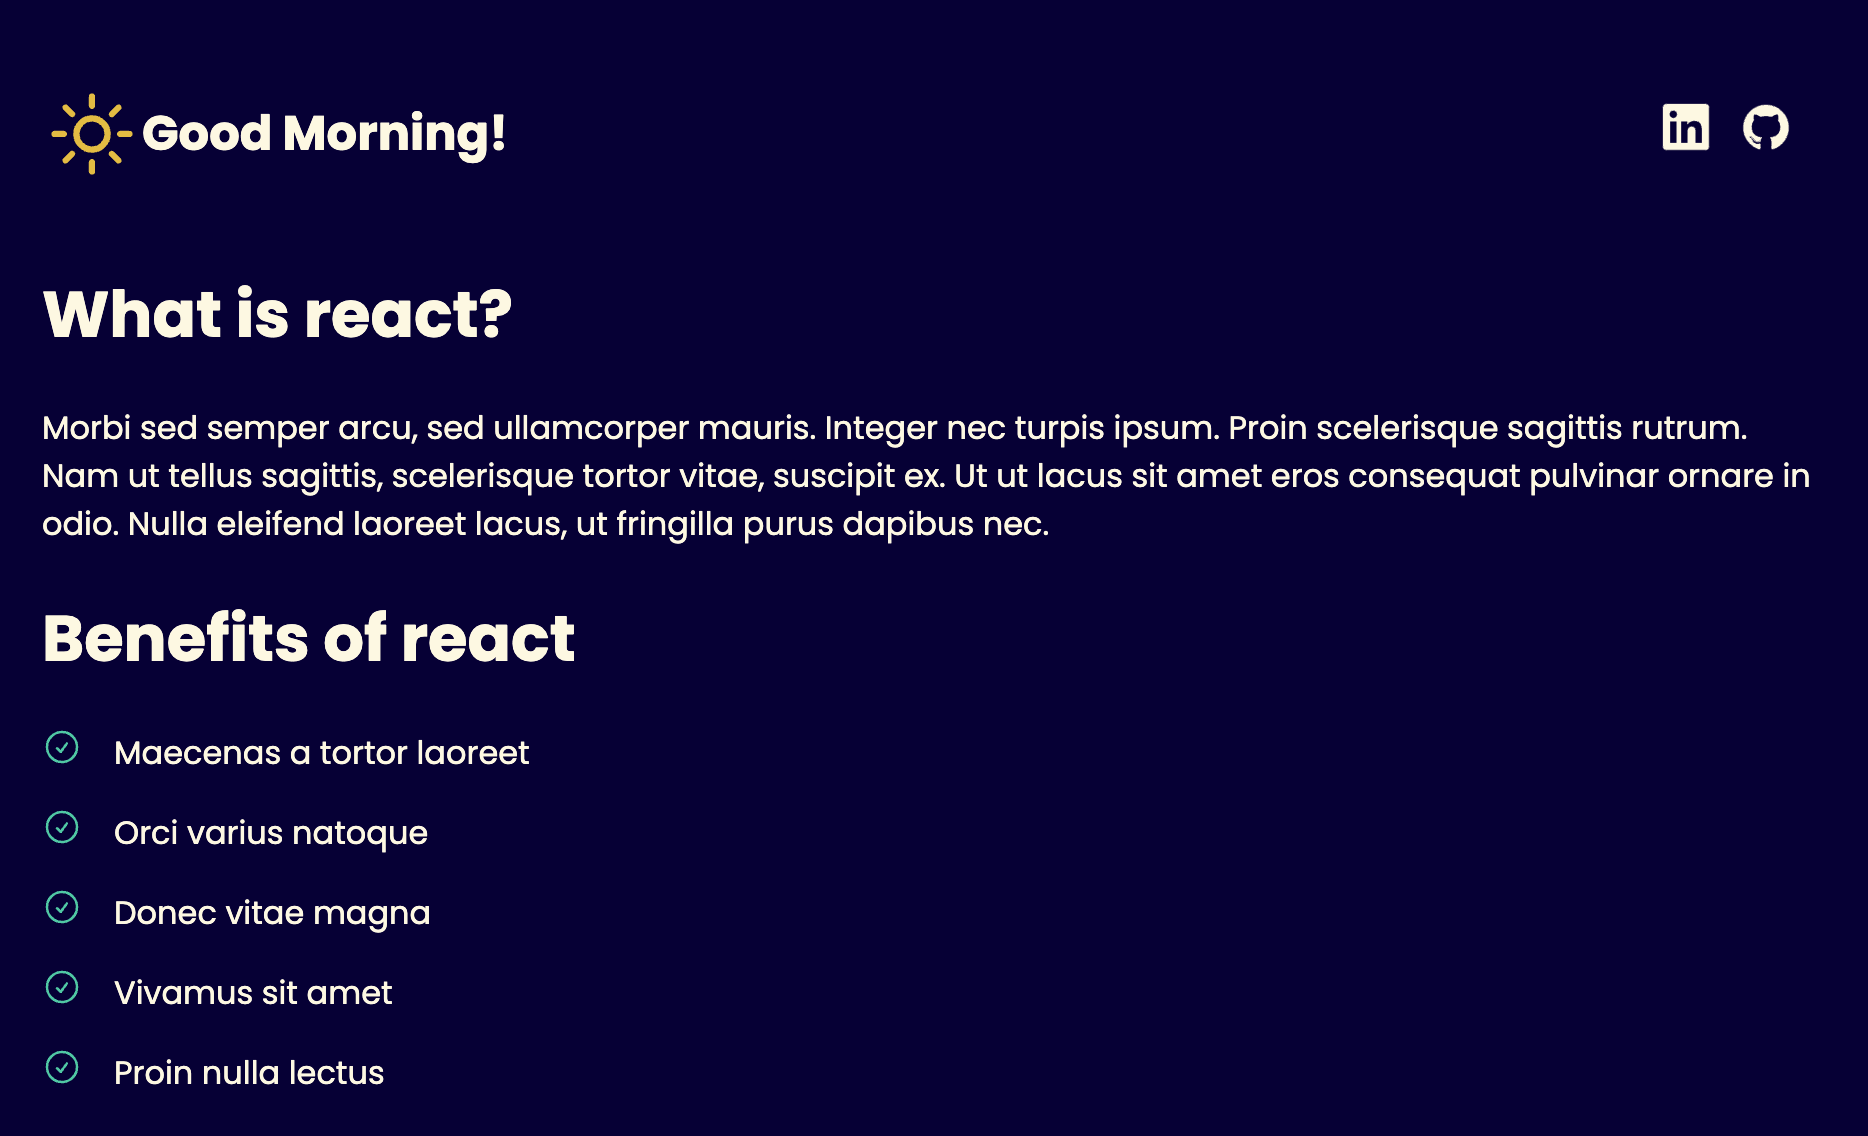 Good Morning!
in
What is react?
Morbi sed semper arcu, sed ullamcorper mauris. Integer nec turpis ipsum. Proin scelerisque sagittis rutrum.
Nam ut tellus sagittis, scelerisque tortor vitae, suscipit ex. Ut ut lacus sit amet eros consequat pulvinar ornare in
odio. Nulla eleifend laoreet lacus, ut fringilla purus dapibus nec.
Benefits of react
Maecenas a tortor laoreet
Orci varius natoque
Donec vitae magna
Vivamus sit amet
Proin nulla lectus